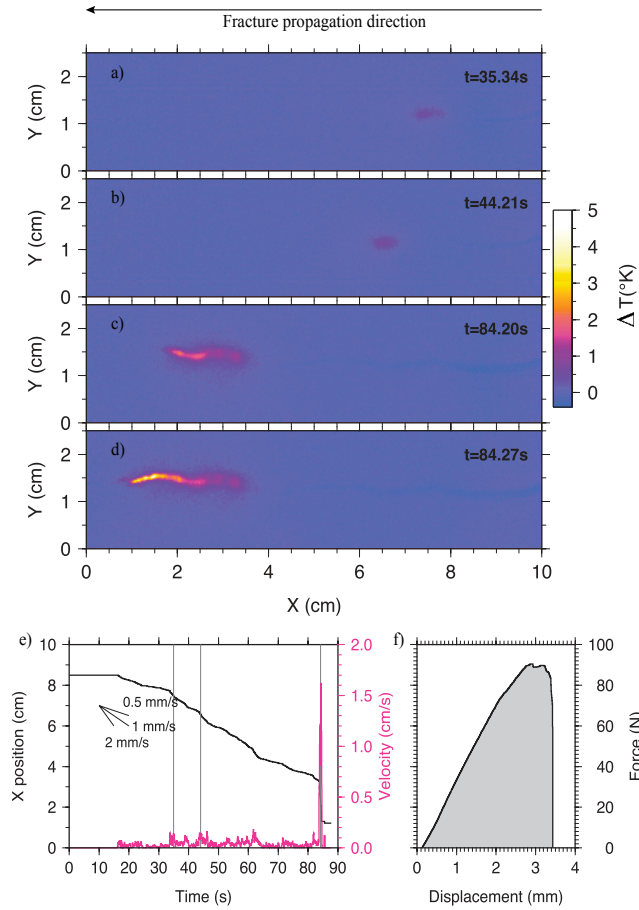 Fracture propagation direction
a)
t=35.34s
Y (cm)
2
1
0
b)
t=44.21s
Y (cm)
2
1
0
c)
t=84.20s
Y (cm)
2
1
0
d)
t=84.27s
Y (cm)
2
1
0
0 2 4 6 8 10
X (cm)
5
4
3
2
1
0
Δ T(°K)
e)
10
8
6
4
2
0
X position (cm)
0.5 mm/s
1 mm/s
2 mm/s
2.0
1.5
1.0
0.5
0.0
Velocity (cm/s)
0 10 20 30 40 50 60 70 80 90
Time (s)
f)
100
80
60
40
20
0
Force (N)
0 1 2 3 4
Displacement (mm)